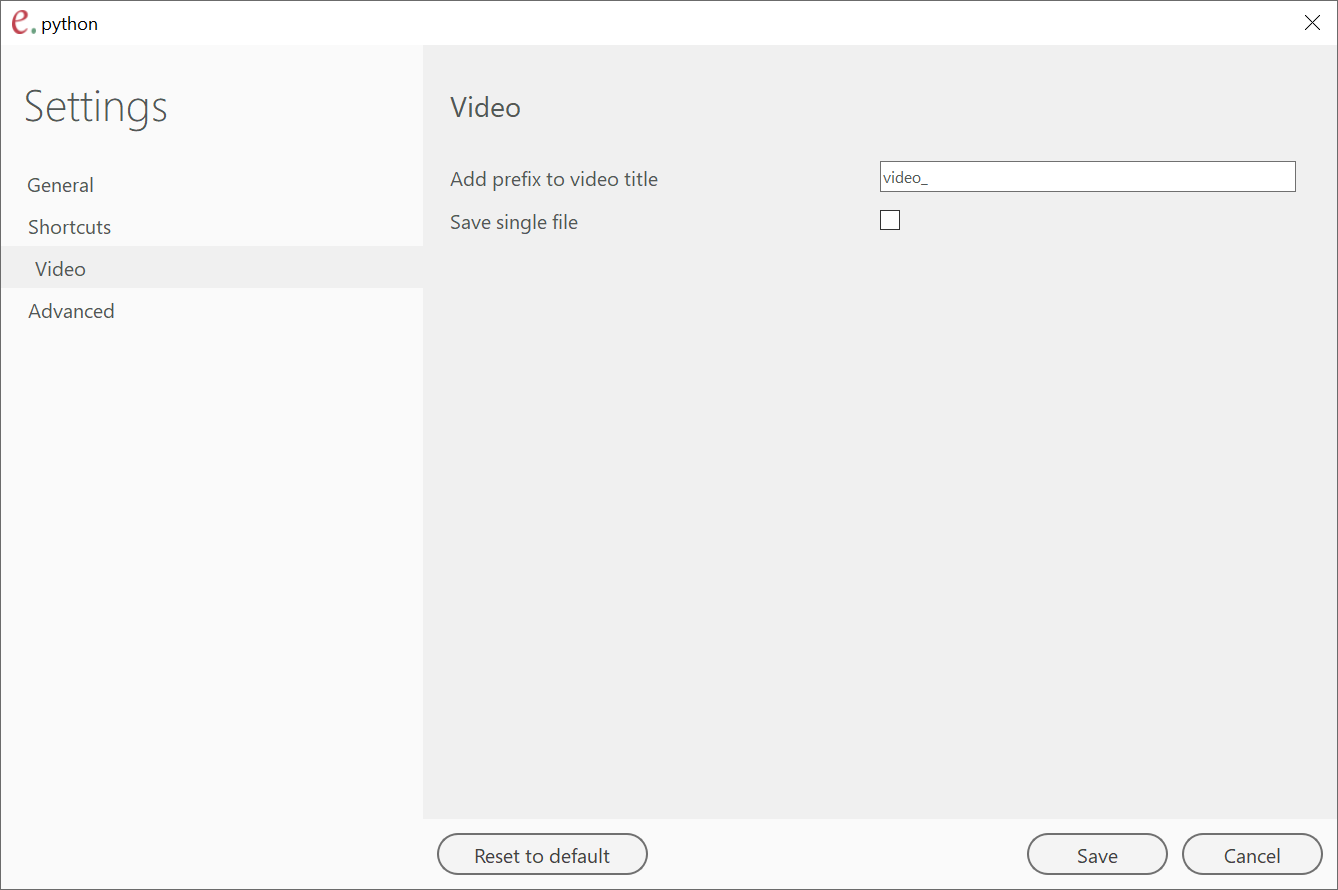 e. python
Settings
General
Shortcuts
Video
Advanced
Video
Add prefix to video title
video_
Save single file
Reset to default
Save
Cancel